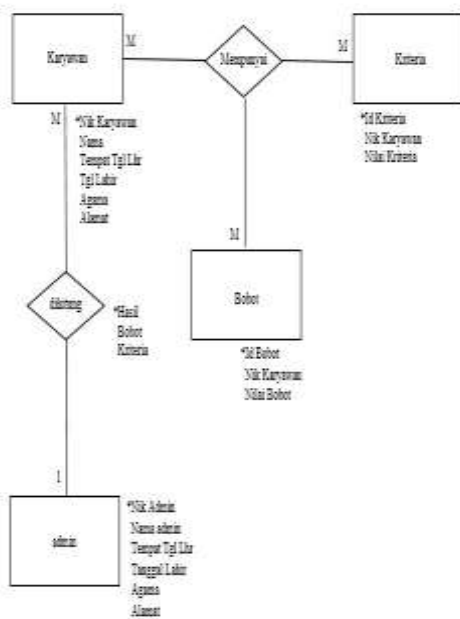 Karyawan
M
Mempunyai
M
Kriteria
M
*Nik Karyawan
Nama
Tempat Tgl Lhr
Tgl Lahir
Agama
Alamat
*Id Kriteria
Nik Karyawan
Nilai Kriteria
M
Bobot
dihitung
*Hasil
Bobot
Kriteria
*Id Bobot
Nik Karyawan
Nilai Bobot
1
admin
*Nik Admin
Nama admin
Tempat Tgl Lhr
Tanggal Lahir
Agama
Alamat